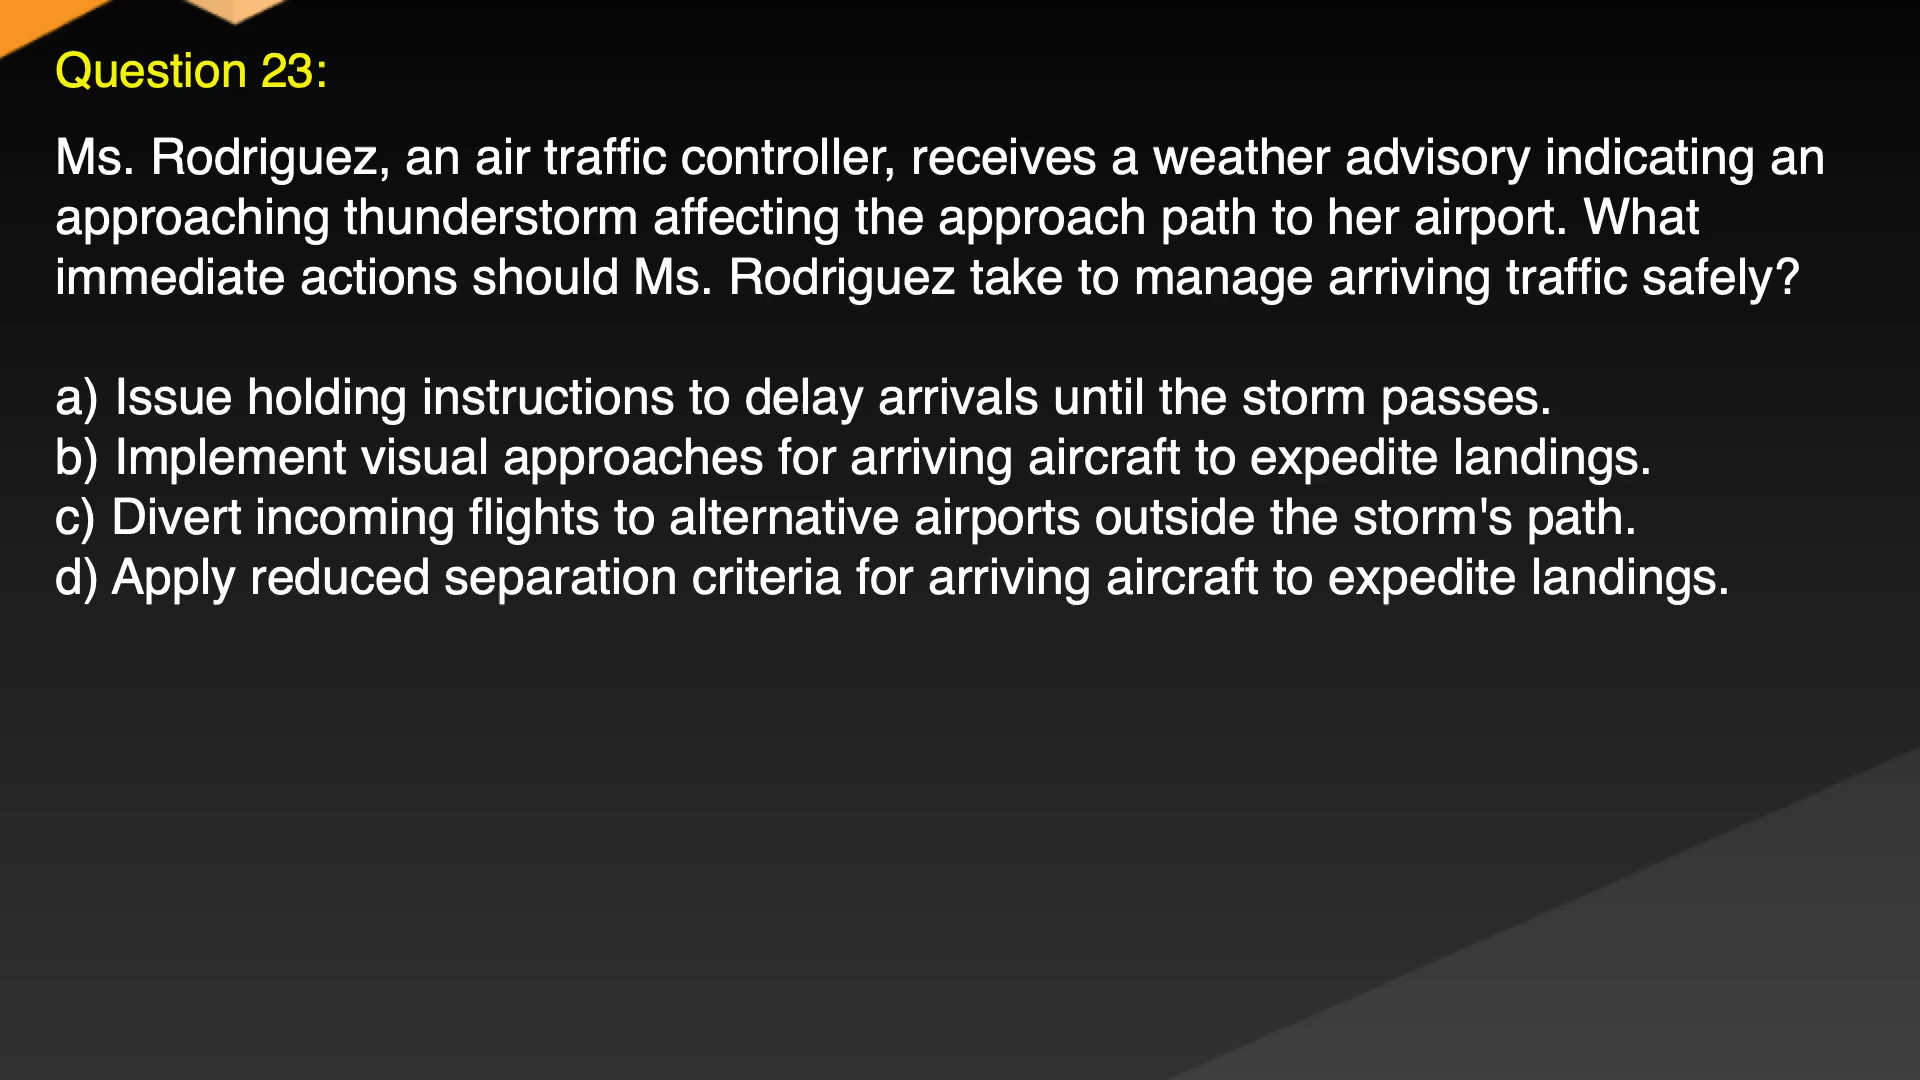 Question 23:
Ms. Rodriguez, an air traffic controller, receives a weather advisory indicating an
approaching thunderstorm affecting the approach path to her airport. What
immediate actions should Ms. Rodriguez take to manage arriving traffic safely?
a) Issue holding instructions to delay arrivals until the storm passes.
b) Implement visual approaches for arriving aircraft to expedite landings.
c) Divert incoming flights to alternative airports outside the storm's path.
d) Apply reduced separation criteria for arriving aircraft to expedite landings.